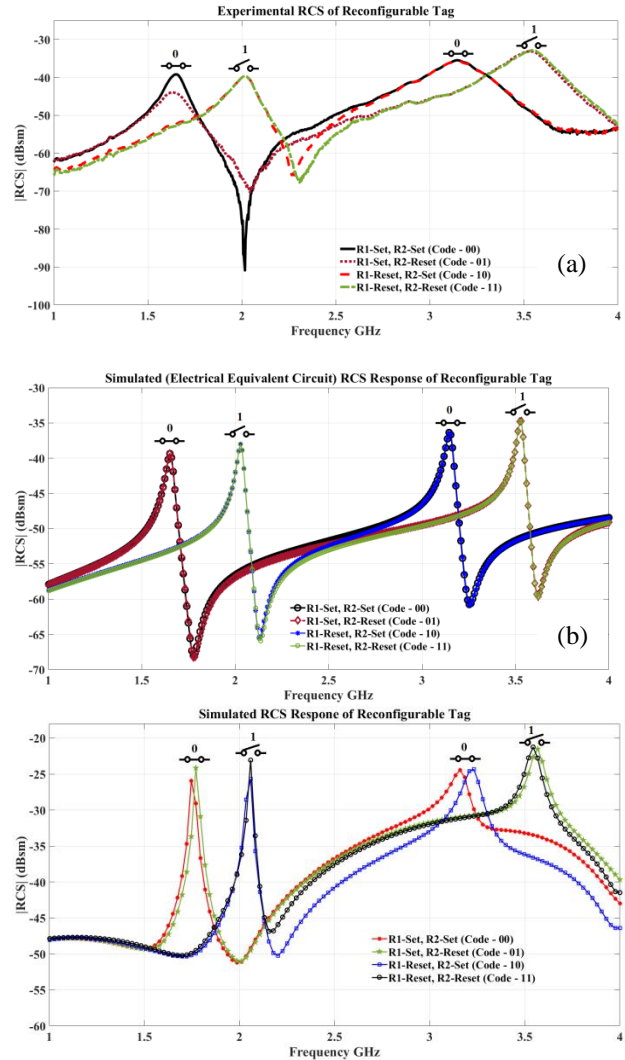 Experimental RCS of Reconfigurable Tag
-30
-40
-50
-60
-70
-80
-90
-100
|RCS| (dBsm)
0
1
0
1
R1-Set, R2-Set (Code - 00)
R1-Set, R2-Reset (Code - 01)
R1-Reset, R2-Set (Code - 10)
R1-Reset, R2-Reset (Code - 11)
(a)
1 1.5 2 2.5 3 3.5 4
Frequency GHz
Simulated (Electrical Equivalent Circuit) RCS Response of Reconfigurable Tag
-30
-35
-40
-45
-50
-55
-60
-65
-70
|RCS| (dBsm)
0
1
0
1
R1-Set, R2-Set (Code - 00)
R1-Set, R2-Reset (Code - 01)
R1-Reset, R2-Set (Code - 10)
R1-Reset, R2-Reset (Code - 11)
(b)
1 1.5 2 2.5 3 3.5 4
Frequency GHz
Simulated RCS Respone of Reconfigurable Tag
-20
-25
-30
-35
-40
-45
-50
-55
-60
|RCS| (dBsm)
0
1
0
1
R1-Set, R2-Set (Code - 00)
R1-Set, R2-Reset (Code - 01)
R1-Reset, R2-Set (Code - 10)
R1-Reset, R2-Reset (Code - 11)
1 1.5 2 2.5 3 3.5 4
Frequency GHz